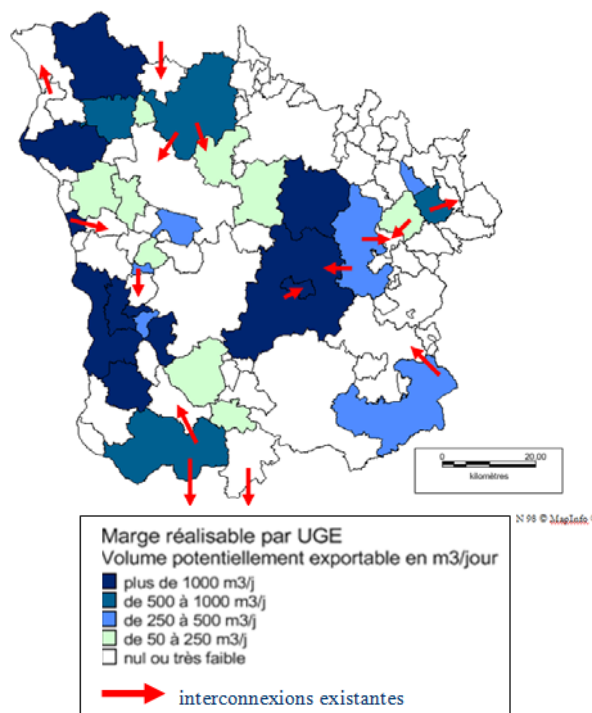 0 20,00
kilomètres
N 98 © MapInfo
Marge réalisable par UGE
Volume potentiellement exportable en m3/jour
plus de 1000 m3/j
de 500 à 1000 m3/j
de 250 à 500 m3/j
de 50 à 250 m3/j
nul ou très faible
interconnexions existantes